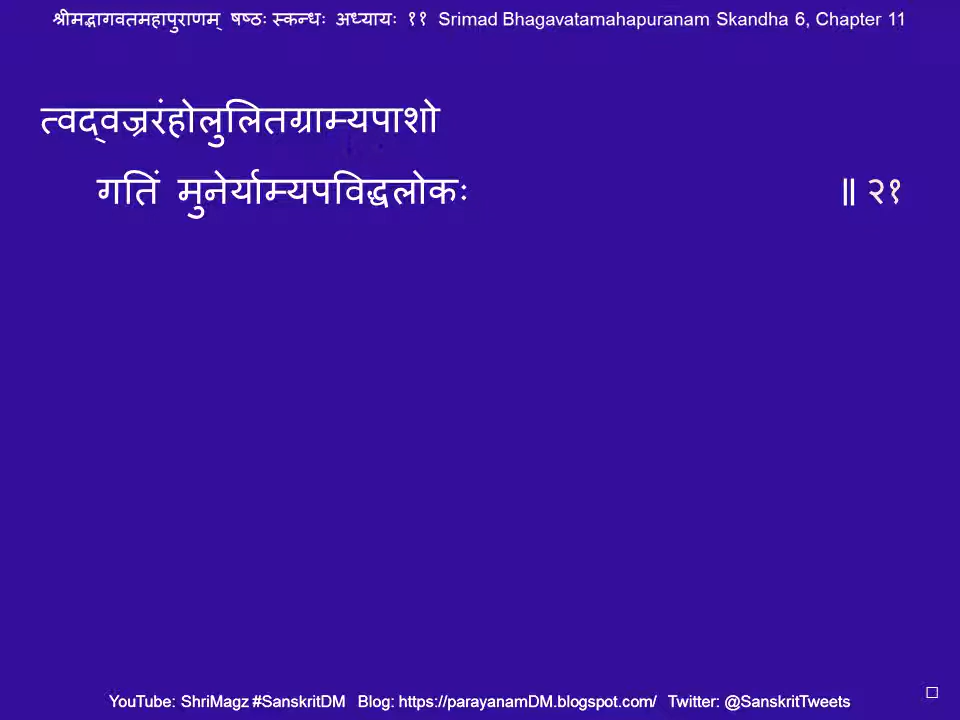 श्रीमद्भागवतमहापुराणम् षष्ठः स्कन्धः अध्यायः ११ Srimad Bhagavatamahapuranam Skandha 6, Chapter 11
त्वद्वज्ररंहोलुलितग्राम्यपाशो
गतिं मुनेर्याम्यपविद्धलोकः ॥ २१
YouTube: ShriMagz #SanskritDM Blog: https://parayanamDM.blogspot.com/ Twitter: @SanskritTweets